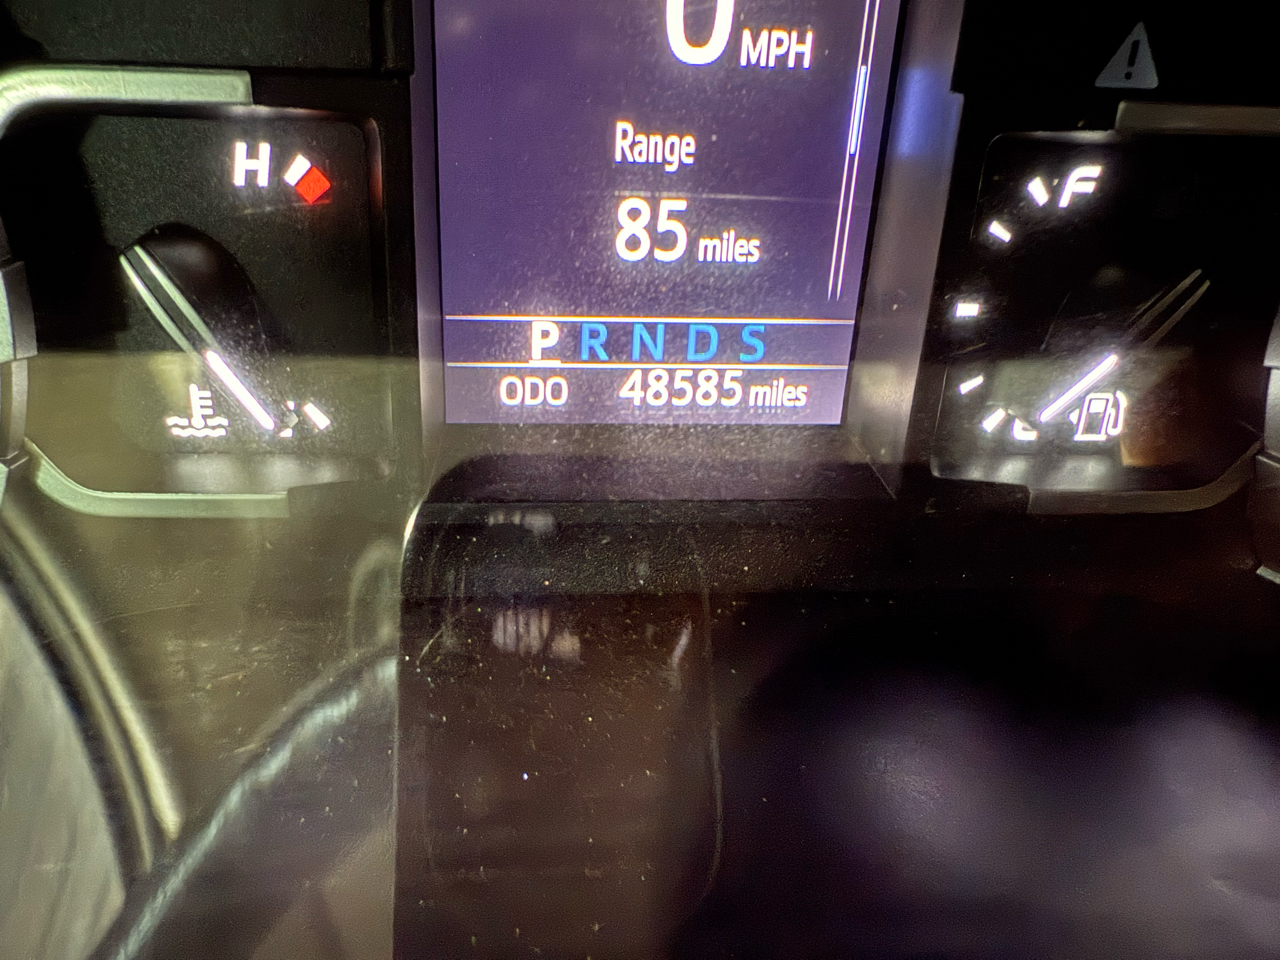 0 MPH
Range
85 miles
H
F
P R N D S
ODO 48585 miles